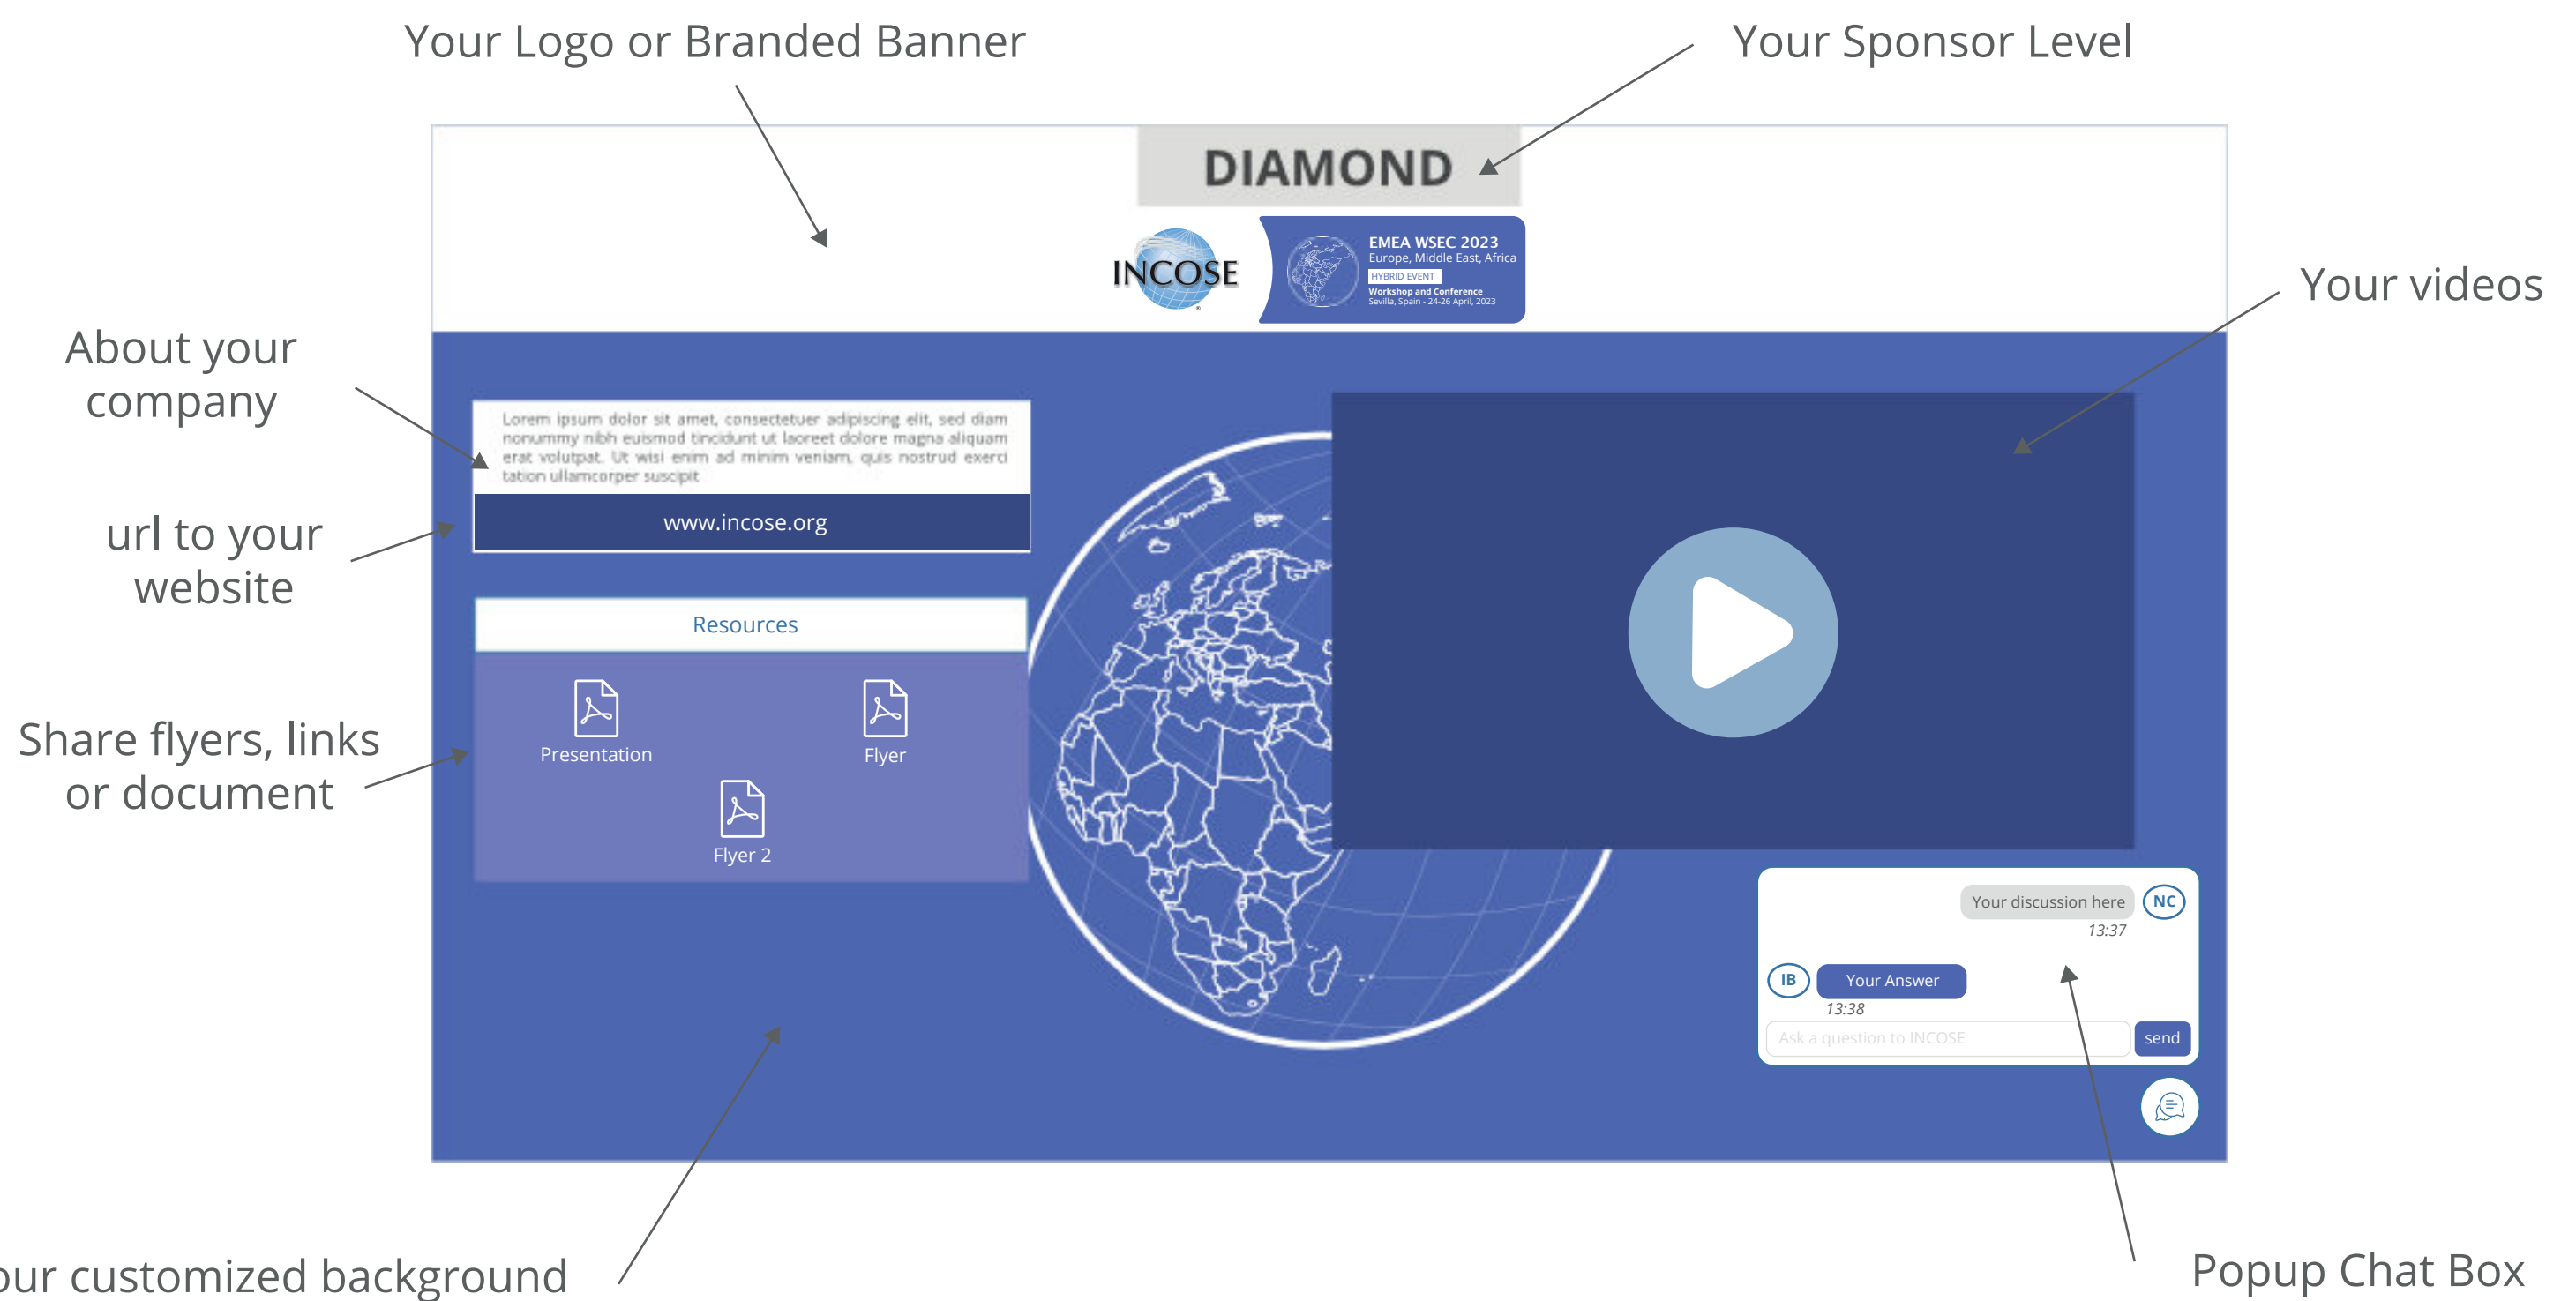 Your Logo or Branded Banner
Your Sponsor Level
DIAMOND
INCOSE
®
EMEA WSEC 2023
Europe, Middle East, Africa
HYBRID EVENT
Workshop and Conference
Sevilla, Spain - 24-26 April, 2023
Your videos
About your
company
Lorem ipsum dolor sit amet, consectetuer adipiscing elit, sed diam
nonummy nibh euismod tincidunt ut laoreet dolore magna aliquam
erat volutpat. Ut wisi enim ad minim veniam, quis nostrud exerci
tation ullamcorper suscipit
url to your
website
www.incose.org
Resources
Share flyers, links
or document
Presentation
Flyer
Flyer 2
Your discussion here
NC
13:37
IB
Your Answer
13:38
Ask a question to INCOSE
send
our customized background
Popup Chat Box